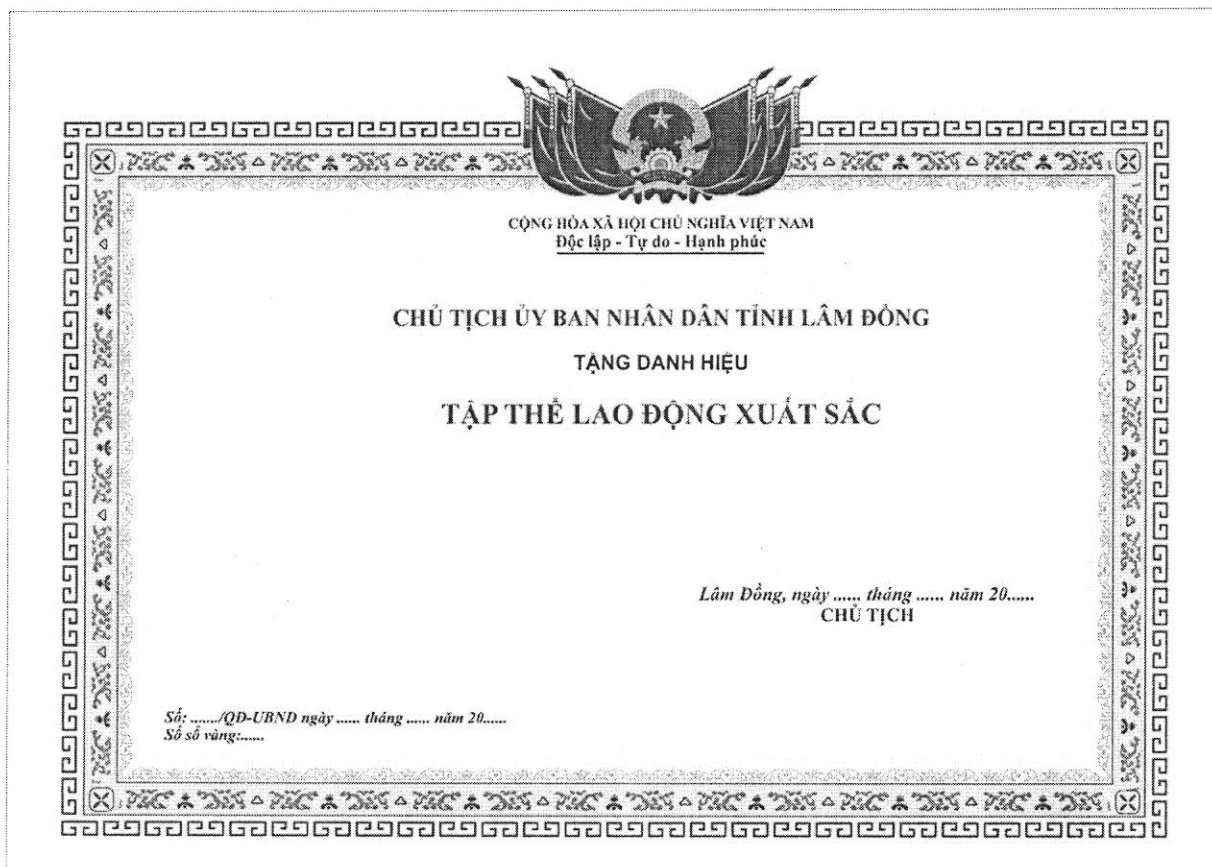 CỘNG HÒA XÃ HỘI CHỦ NGHĨA VIỆT NAM
Độc lập - Tự do - Hạnh phúc
CHỦ TỊCH ỦY BAN NHÂN DÂN TỈNH LÂM ĐỒNG
TẶNG DANH HIỆU
TẬP THỂ LAO ĐỘNG XUẤT SẮC
Lâm Đồng, ngày ...... tháng ...... năm 20......
CHỦ TỊCH
Số: ......./QĐ-UBND ngày ...... tháng ...... năm 20......
Số sổ vàng:......